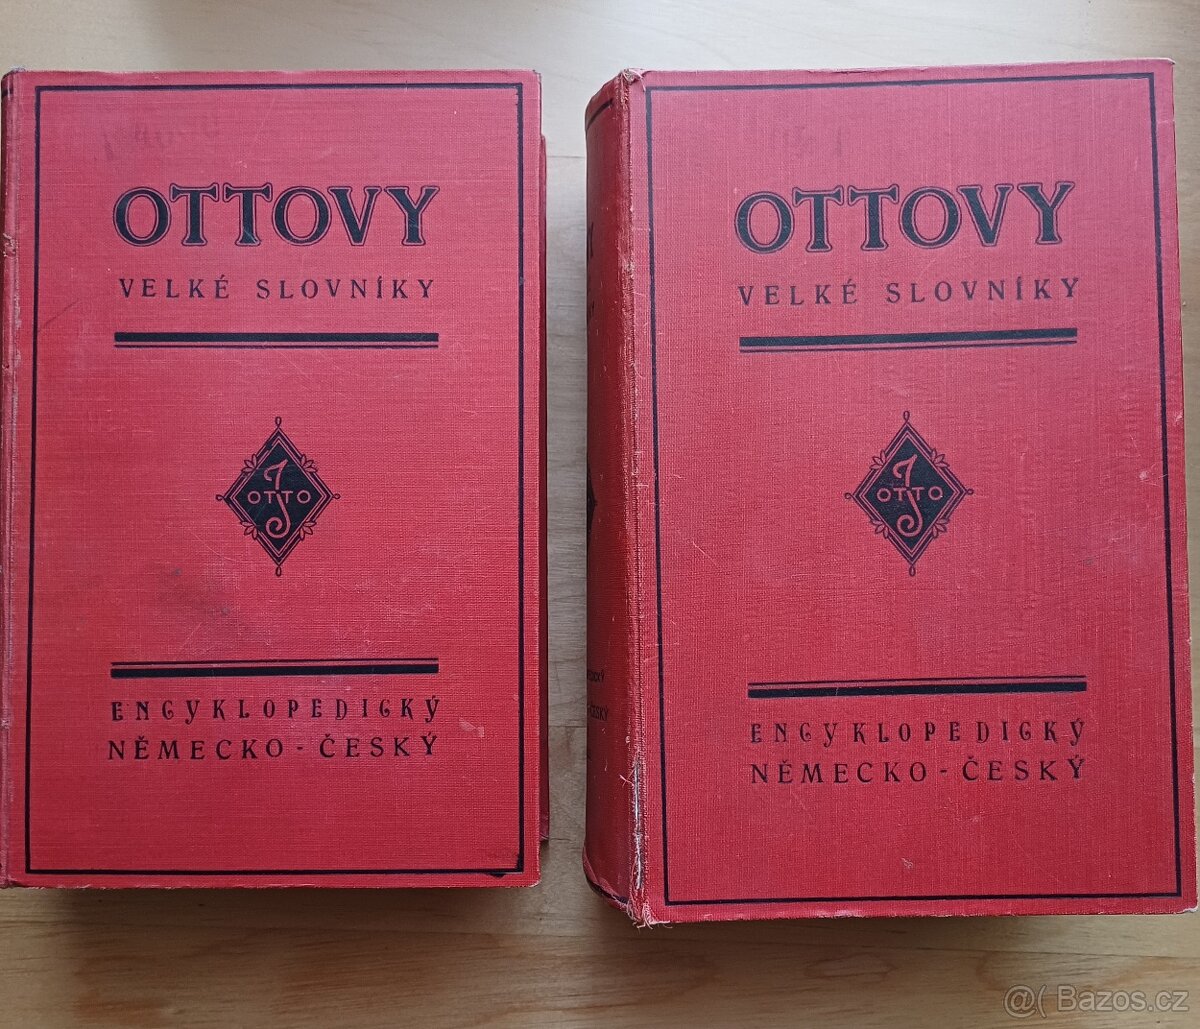 OTTOVY
VELKÉ SLOVNÍKY
J
OTTO
ENCYKLOPEDICKÝ
NĚMECKO-ČESKÝ
OTTOVY
VELKÉ SLOVNÍKY
J
OTTO
ENCYKLOPEDICKÝ
NĚMECKO-ČESKÝ
@( Bazos.cz